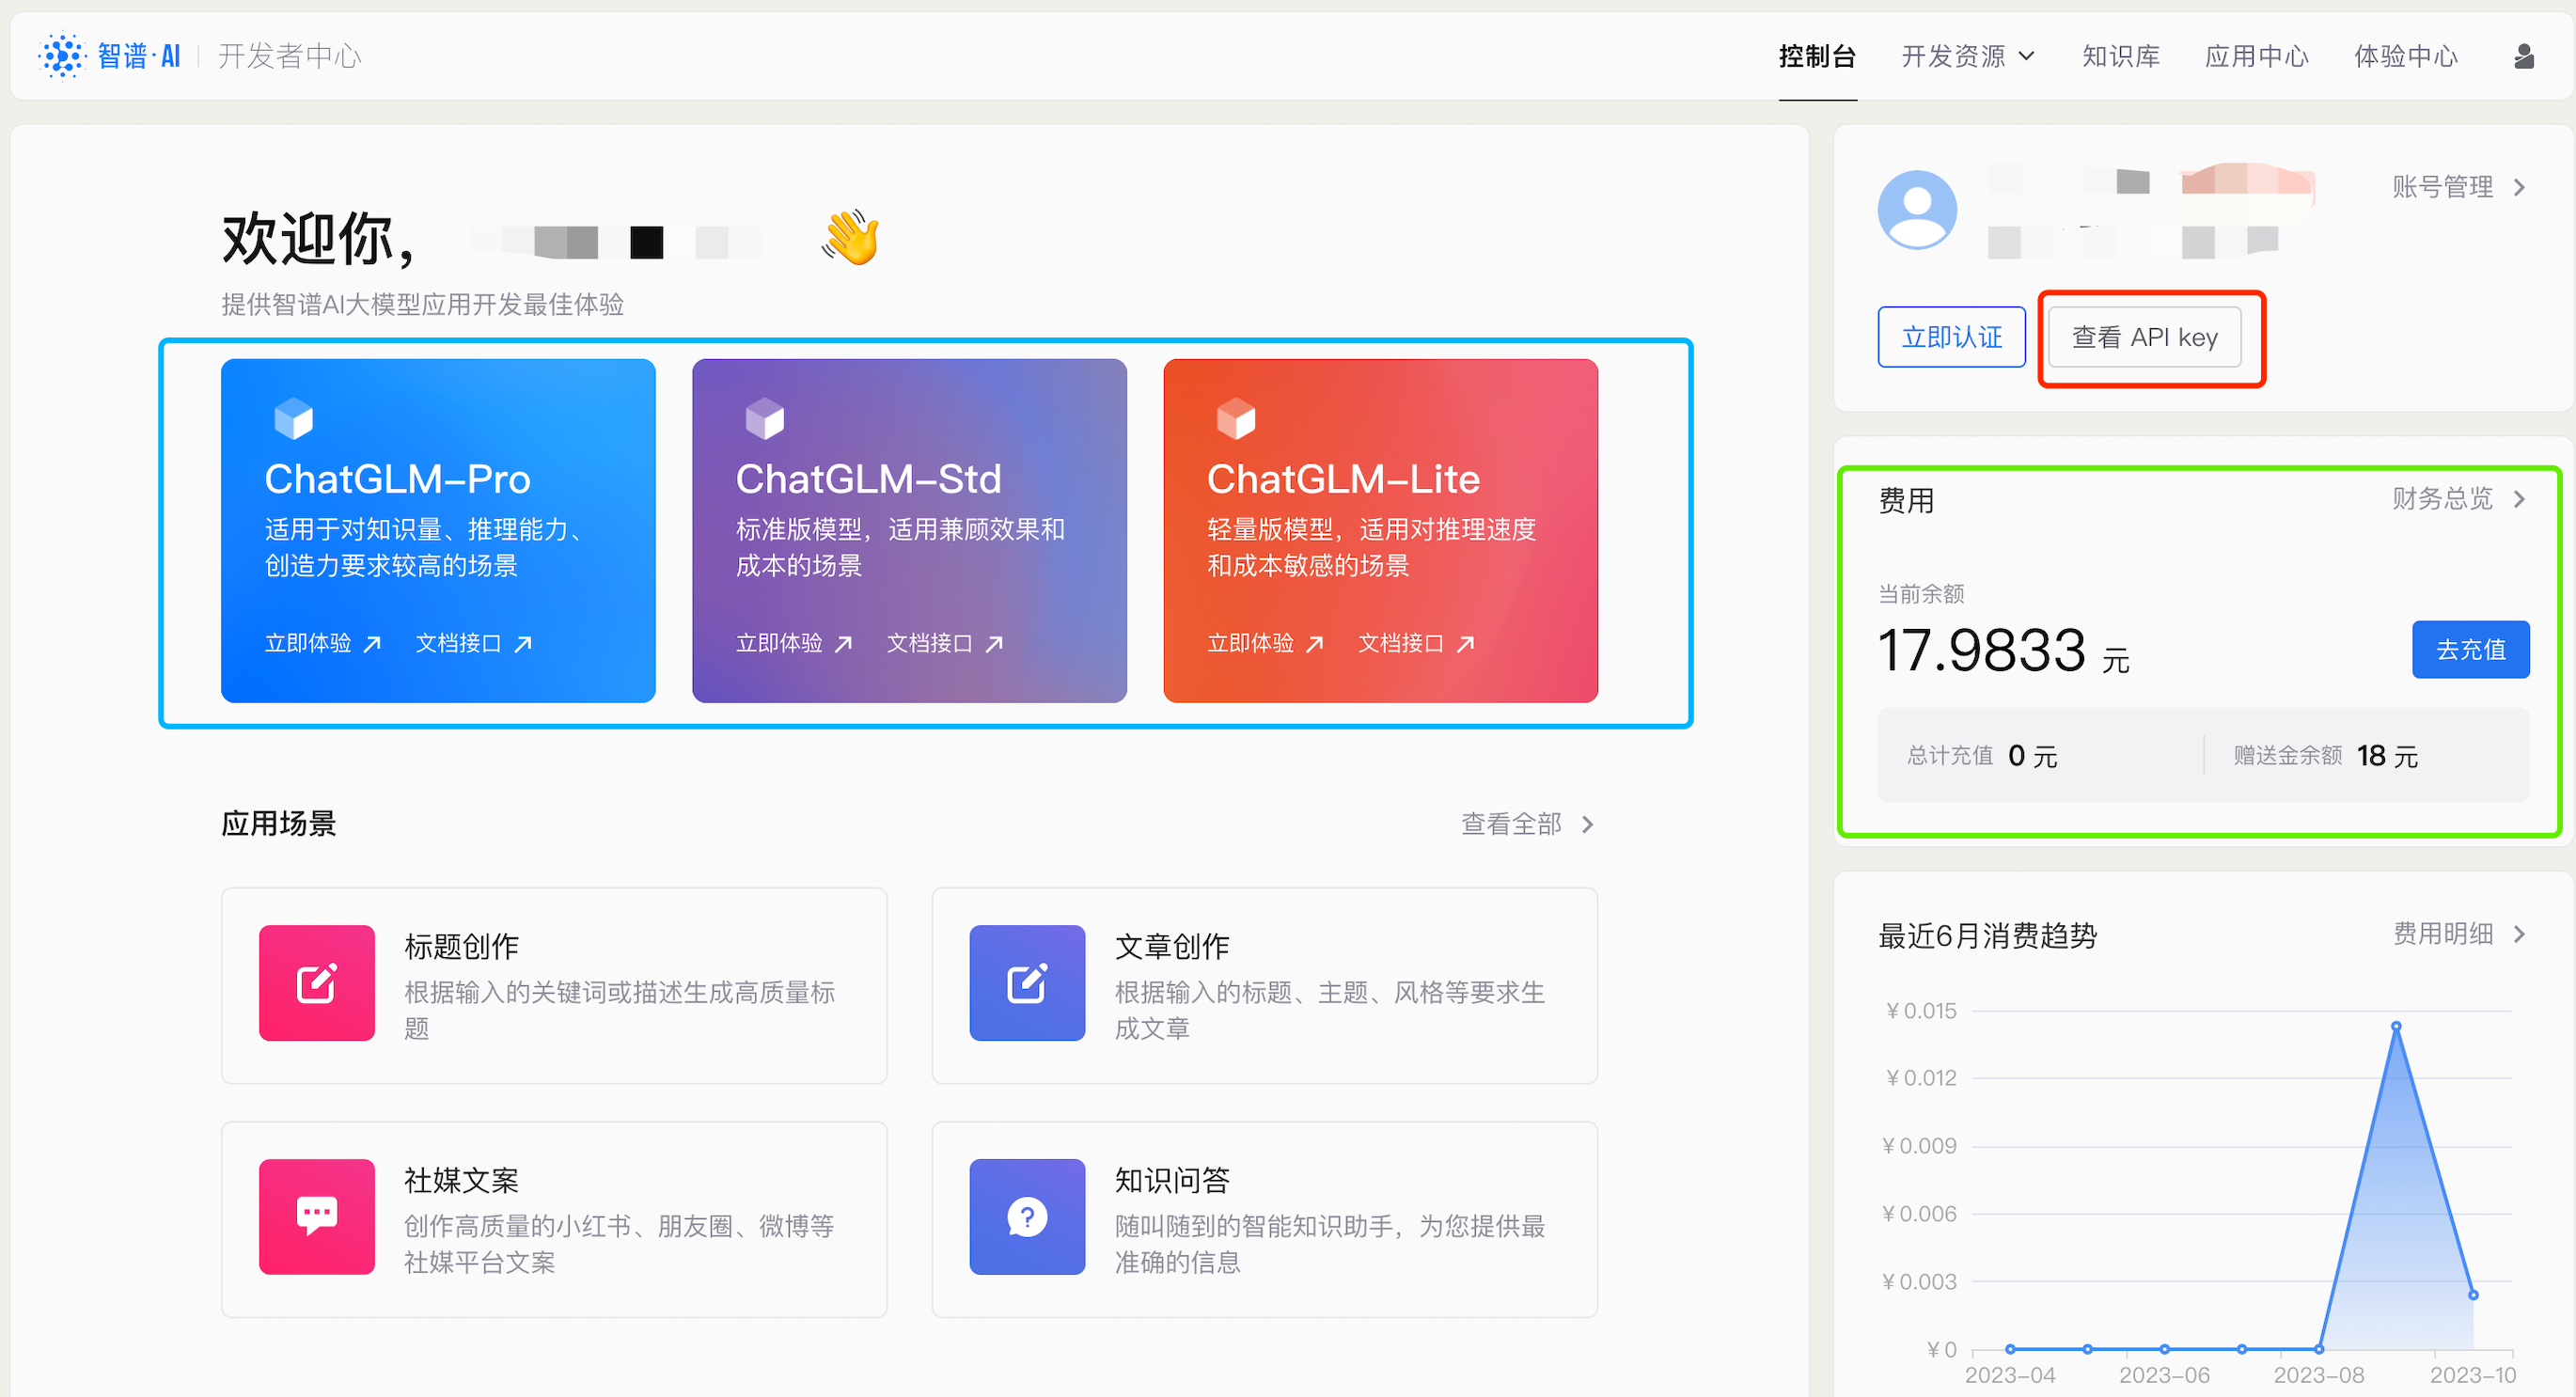 智谱·AI 开发者中心
控制台 开发资源 知识库 应用中心 体验中心
欢迎你，
提供智谱AI大模型应用开发最佳体验
ChatGLM–Pro
适用于对知识量、推理能力、
创造力要求较高的场景
立即体验 文档接口
ChatGLM–Std
标准版模型，适用兼顾效果和
成本的场景
立即体验 文档接口
ChatGLM–Lite
轻量版模型，适用对推理速度
和成本敏感的场景
立即体验 文档接口
应用场景 查看全部
标题创作
根据输入的关键词或描述生成高质量标
题
文章创作
根据输入的标题、主题、风格等要求生
成文章
社媒文案
创作高质量的小红书、朋友圈、微博等
社媒平台文案
知识问答
随叫随到的智能知识助手，为您提供最
准确的信息
账号管理
立即认证 查看 API key
费用 财务总览
当前余额
17.9833 元 去充值
总计充值 0 元 赠送金余额 18 元
最近6月消费趋势 费用明细
¥ 0.015
¥ 0.012
¥ 0.009
¥ 0.006
¥ 0.003
¥ 0
2023–04 2023–06 2023–08 2023–10